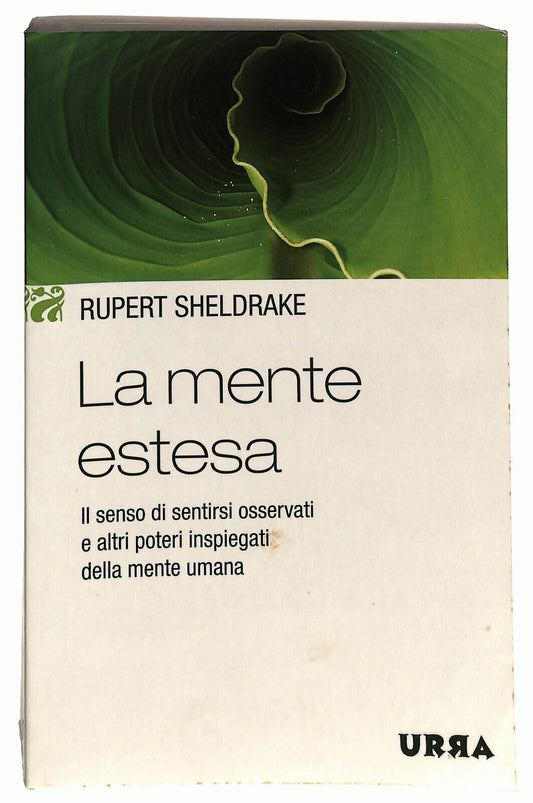 RUPERT SHELDRAKE
La mente
estesa
Il senso di sentirsi osservati
e altri poteri inspiegati
della mente umana
URRA